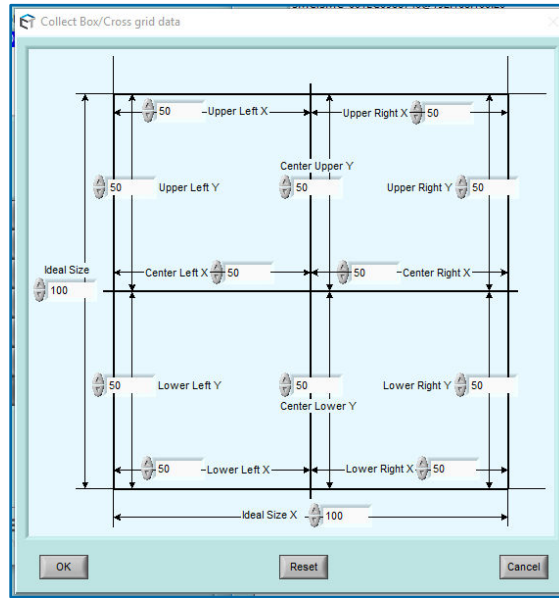 Collect Box/Cross grid data
50 Upper Left X Upper Right X 50
Center Upper Y
50 Upper Left Y 50 Upper Right Y 50
Center Left X 50 50 Center Right X
Ideal Size
100
50 Lower Left Y 50 Lower Right Y 50
Center Lower Y
50 Lower Left X Lower Right X 50
Ideal Size X 100
OK Reset Cancel